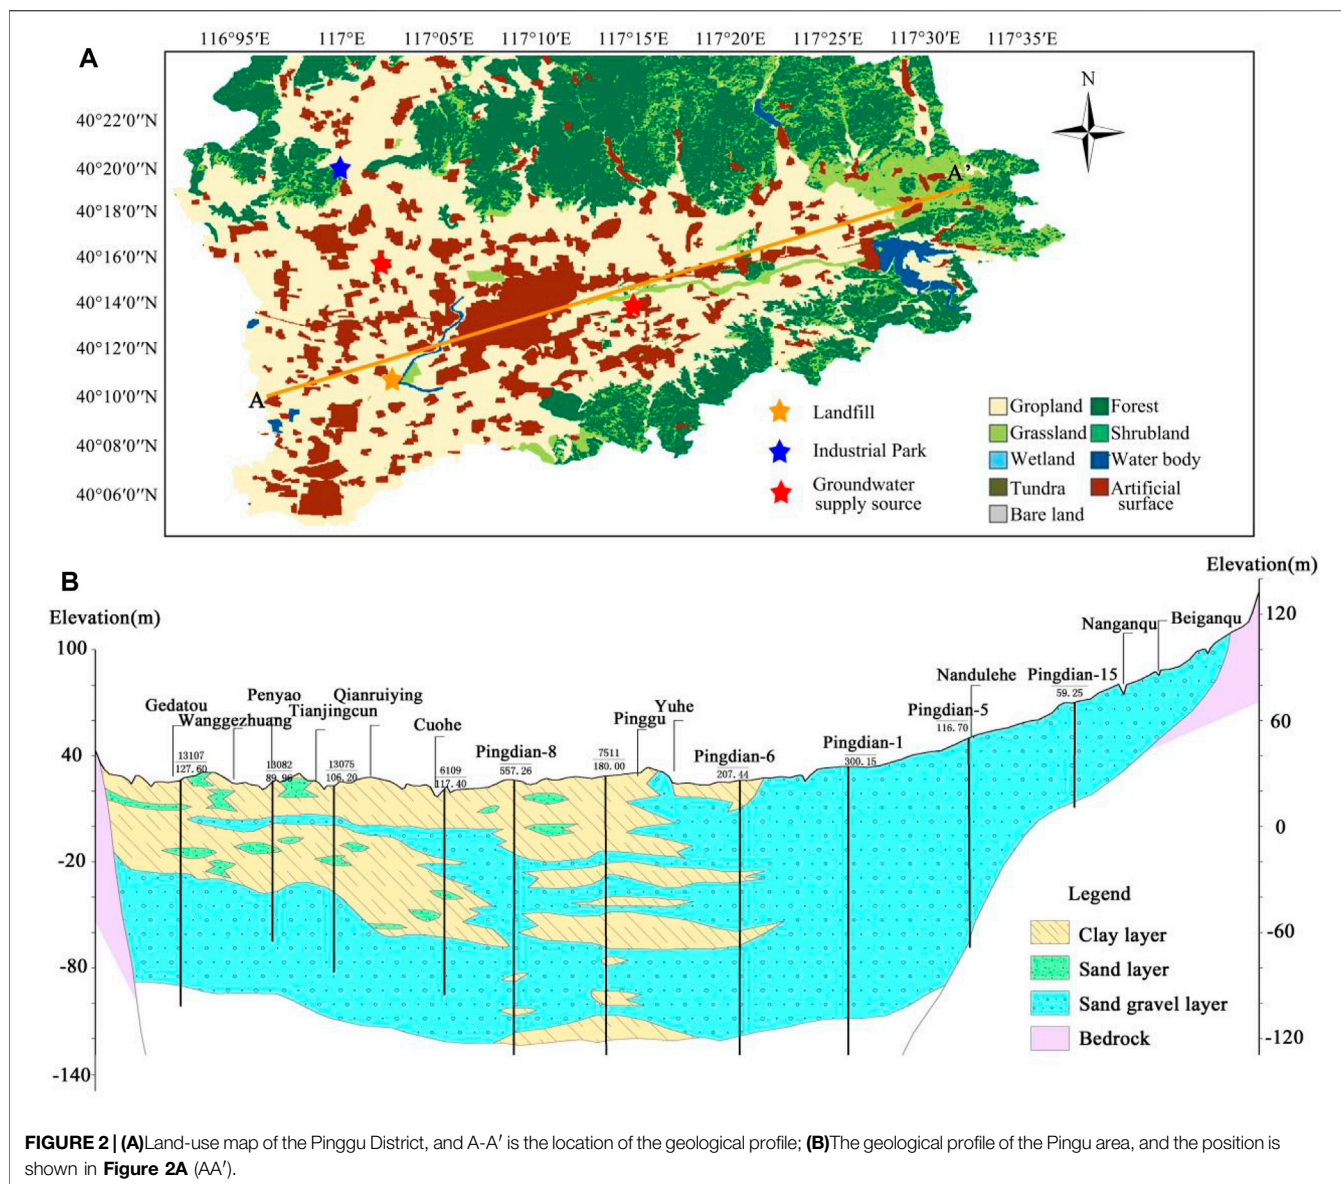 A
116°95′E 117°E 117°05′E 117°10′E 117°15′E 117°20′E 117°25′E 117°30′E 117°35′E
N
40°22′0′′N
40°20′0′′N
40°18′0′′N
40°16′0′′N
40°14′0′′N
40°12′0′′N
40°10′0′′N
40°08′0′′N
40°06′0′′N
A
A’
Landfill
Industrial Park
Groundwater
supply source
Gropland
Forest
Grassland
Shrubland
Wetland
Water body
Tundra
Artificial
surface
Bare land
B
Elevation(m)
Elevation(m)
100
40
-20
-80
-140
120
60
0
-60
-120
Gedatou
Wanggezhuang
Penyao
Tianjingcun
Qianruiying
Cuohe
Pingdian-8
Pinggu
Yuhe
Pingdian-6
Pingdian-1
Pingdian-5
Nandulehe
Pingdian-15
Nanganqu
Beiganqu
13107
127.60
13082
89.96
13075
106.20
6109
117.40
557.26
7511
180.00
207.44
300.15
116.70
59.25
Legend
Clay layer
Sand layer
Sand gravel layer
Bedrock
FIGURE 2 | (A)Land-use map of the Pinggu District, and A-A′ is the location of the geological profile; (B)The geological profile of the Pingu area, and the position is
shown in Figure 2A (AA′).